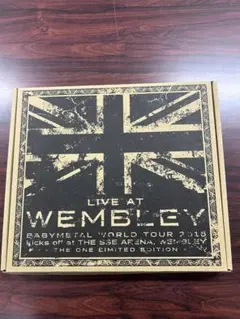 LIVE AT
WEMBLEY
BABYMETAL WORLD TOUR 2016
kicks off at THE SSE ARENA, WEMBLEY
THE ONE LIMITED EDITION